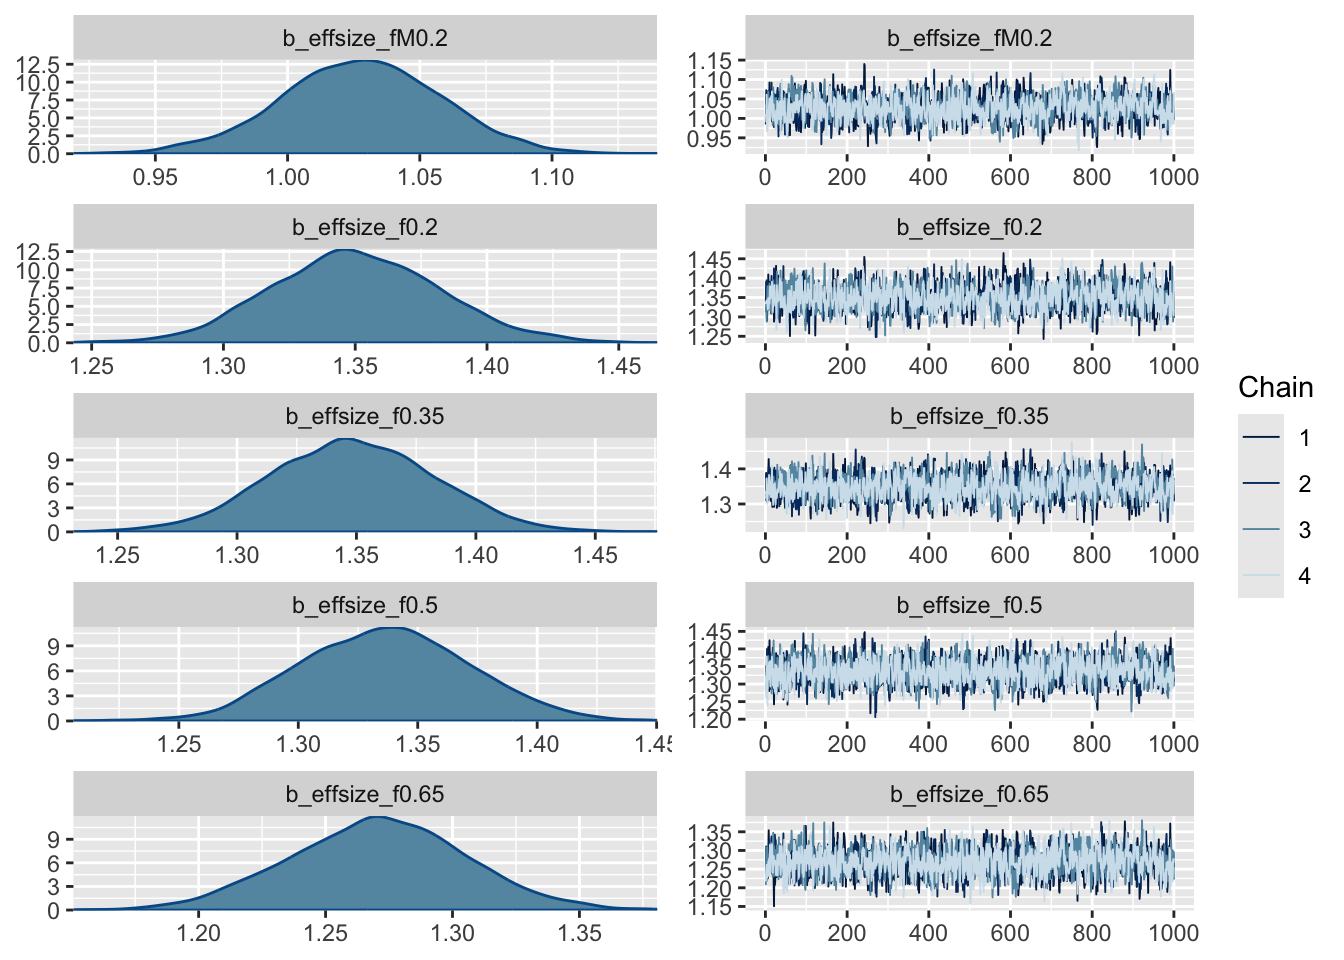 b_effsize_fM0.2
12.5
10.0
7.5
5.0
2.5
0.0
0.95 1.00 1.05 1.10
b_effsize_fM0.2
1.15
1.10
1.05
1.00
0.95
0 200 400 600 800 1000
b_effsize_f0.2
12.5
10.0
7.5
5.0
2.5
0.0
1.25 1.30 1.35 1.40 1.45
b_effsize_f0.2
1.45
1.40
1.35
1.30
1.25
0 200 400 600 800 1000
b_effsize_f0.35
9
6
3
0
1.25 1.30 1.35 1.40 1.45
b_effsize_f0.35
1.4
1.3
0 200 400 600 800 1000
b_effsize_f0.5
9
6
3
0
1.25 1.30 1.35 1.40 1.45
b_effsize_f0.5
1.45
1.40
1.35
1.30
1.25
1.20
0 200 400 600 800 1000
b_effsize_f0.65
9
6
3
0
1.20 1.25 1.30 1.35
b_effsize_f0.65
1.35
1.30
1.25
1.20
1.15
0 200 400 600 800 1000
Chain
1
2
3
4